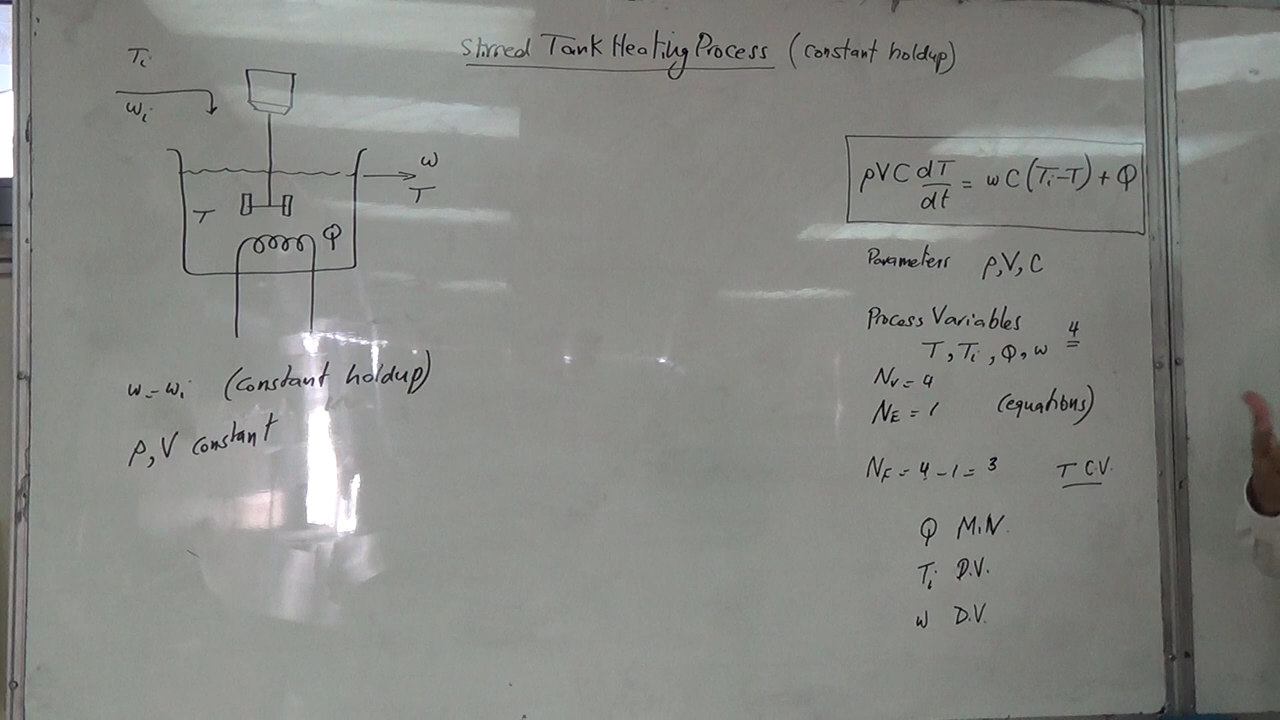 Stirred Tank Heating Process (constant holdup)
Ti
wi
w
T
T
Q
w = wi (constant holdup)
ρ, V constant
ρVC dT/dt = wC(Ti-T) + Q
Parameters ρ, V, C
Process Variables 4
T, Ti, Q, w
NV = 4
NE = 1 (equations)
NF = 4 - 1 = 3 T C.V.
Q M.V.
Ti D.V.
w D.V.